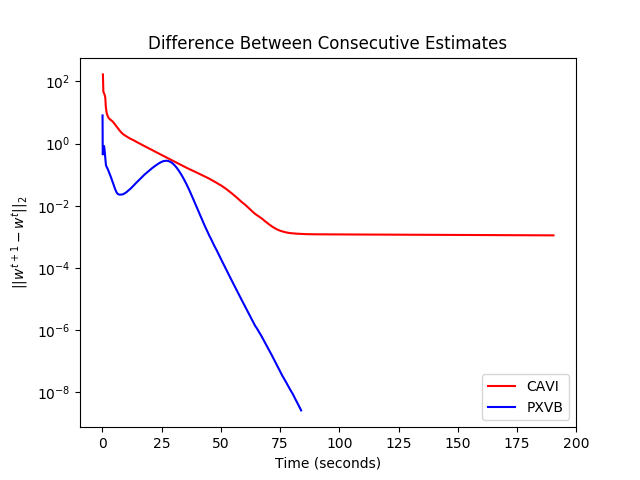 Difference Between Consecutive Estimates
||w^{t+1} − w^t||_2
10^2
10^0
10^{−2}
10^{−4}
10^{−6}
10^{−8}
CAVI
PXVB
0 25 50 75 100 125 150 175 200
Time (seconds)